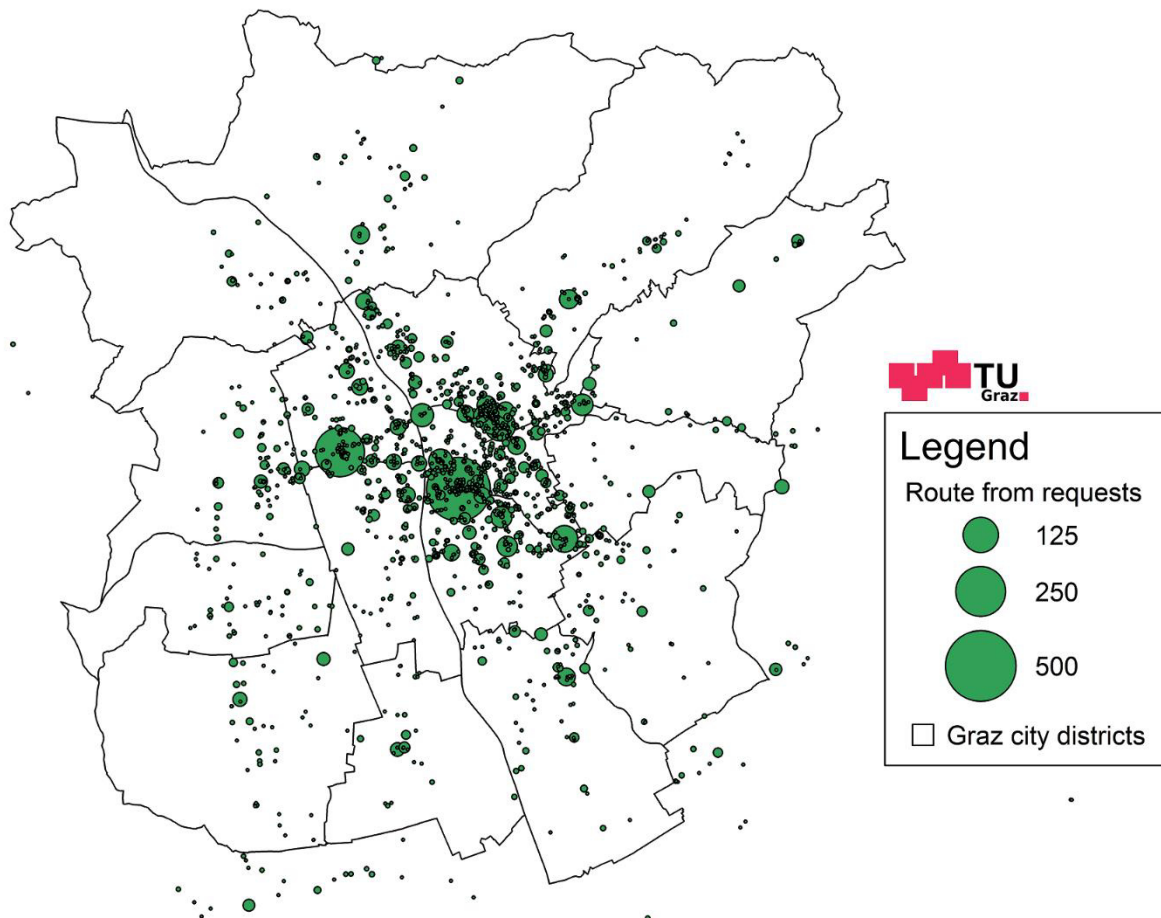 TU
Graz
Legend
Route from requests
125
250
500
Graz city districts